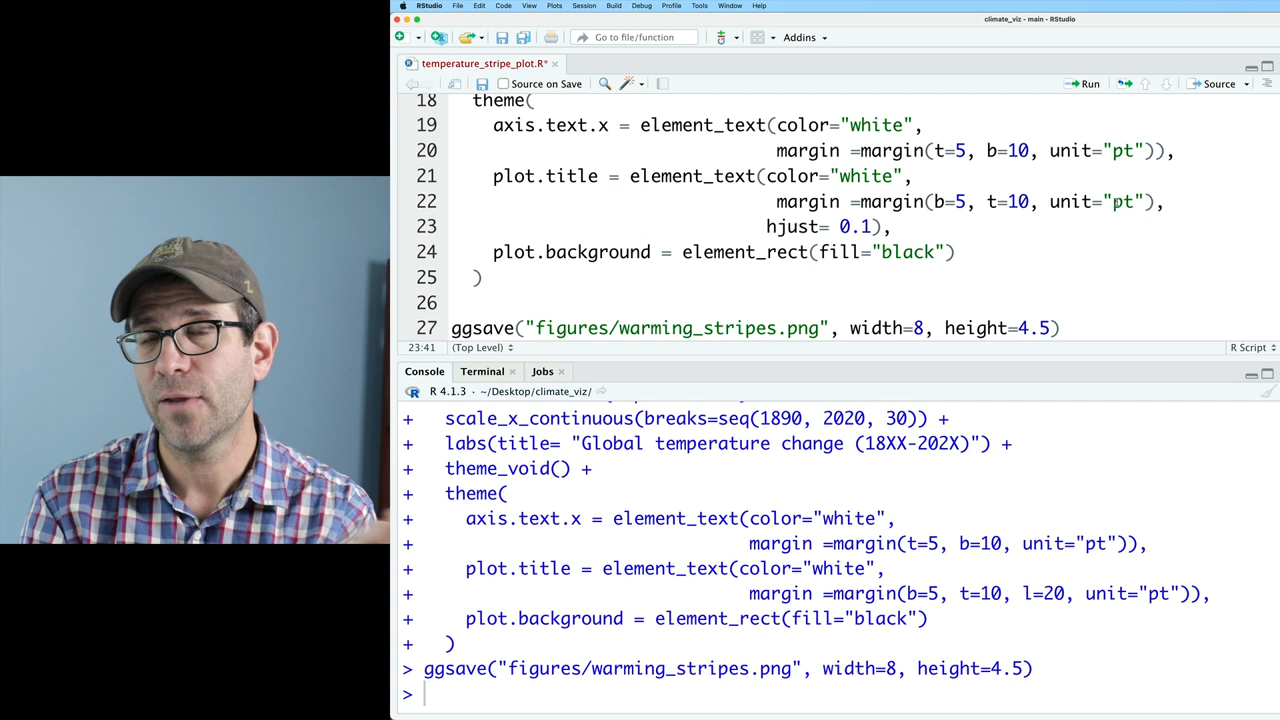 RStudio File Edit Code View Plots Session Build Debug Profile Tools Window Help
climate_viz - main - RStudio
Go to file/function Addins
temperature_stripe_plot.R*
Source on Save Run Source
18 theme(
19 axis.text.x = element_text(color="white",
20 margin =margin(t=5, b=10, unit="pt")),
21 plot.title = element_text(color="white",
22 margin =margin(b=5, t=10, unit="pt"),
23 hjust= 0.1),
24 plot.background = element_rect(fill="black")
25 )
26
27 ggsave("figures/warming_stripes.png", width=8, height=4.5)
23:41 (Top Level) R Script
Console Terminal Jobs
R 4.1.3 · ~/Desktop/climate_viz/
+ scale_x_continuous(breaks=seq(1890, 2020, 30)) +
+ labs(title= "Global temperature change (18XX-202X)") +
+ theme_void() +
+ theme(
+ axis.text.x = element_text(color="white",
+ margin =margin(t=5, b=10, unit="pt")),
+ plot.title = element_text(color="white",
+ margin =margin(b=5, t=10, l=20, unit="pt")),
+ plot.background = element_rect(fill="black")
+ )
> ggsave("figures/warming_stripes.png", width=8, height=4.5)
>